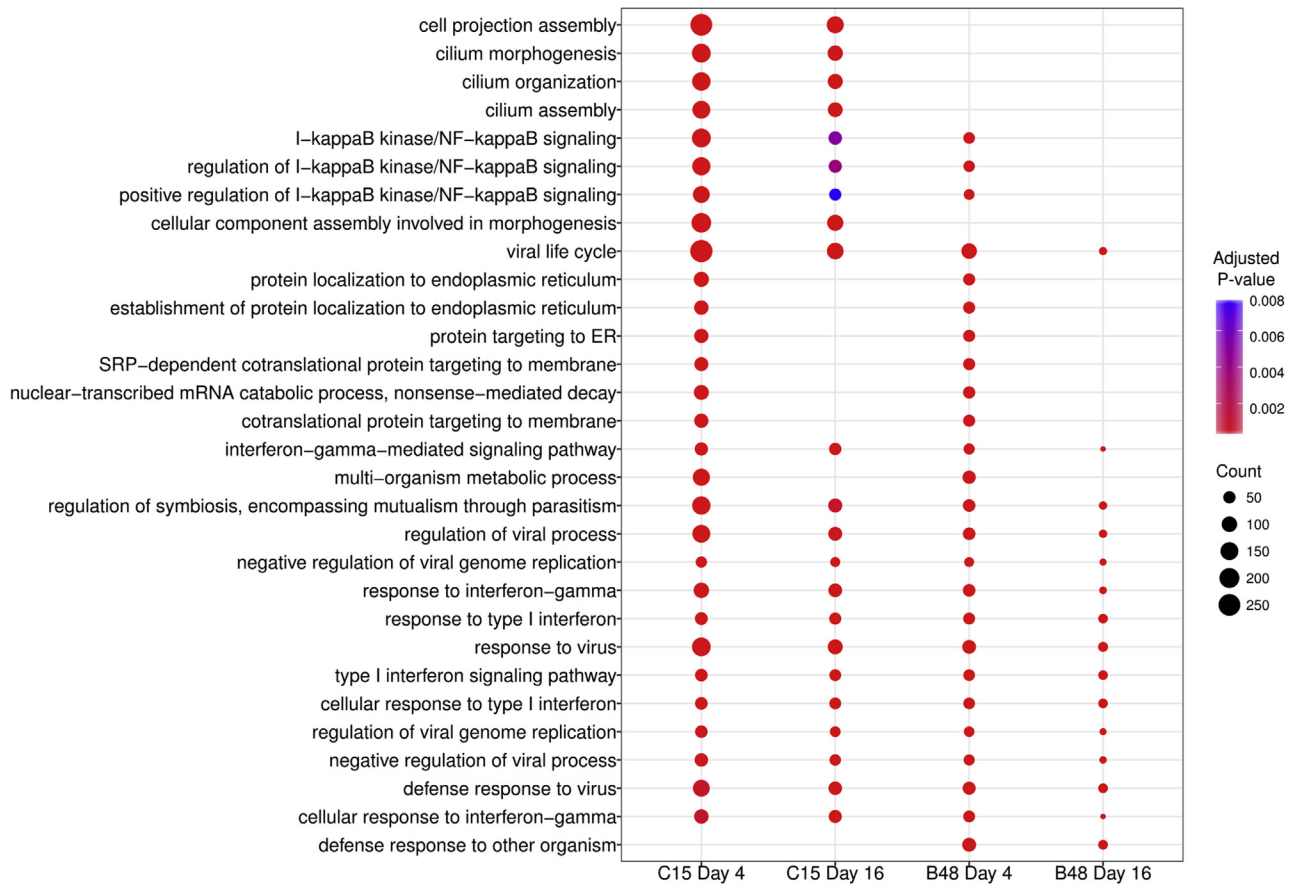 cell projection assembly
cilium morphogenesis
cilium organization
cilium assembly
I−kappaB kinase/NF−kappaB signaling
regulation of I−kappaB kinase/NF−kappaB signaling
positive regulation of I−kappaB kinase/NF−kappaB signaling
cellular component assembly involved in morphogenesis
viral life cycle
protein localization to endoplasmic reticulum
establishment of protein localization to endoplasmic reticulum
protein targeting to ER
SRP−dependent cotranslational protein targeting to membrane
nuclear−transcribed mRNA catabolic process, nonsense−mediated decay
cotranslational protein targeting to membrane
interferon−gamma−mediated signaling pathway
multi−organism metabolic process
regulation of symbiosis, encompassing mutualism through parasitism
regulation of viral process
negative regulation of viral genome replication
response to interferon−gamma
response to type I interferon
response to virus
type I interferon signaling pathway
cellular response to type I interferon
regulation of viral genome replication
negative regulation of viral process
defense response to virus
cellular response to interferon−gamma
defense response to other organism
C15 Day 4
C15 Day 16
B48 Day 4
B48 Day 16
Adjusted
P-value
0.008
0.006
0.004
0.002
Count
50
100
150
200
250